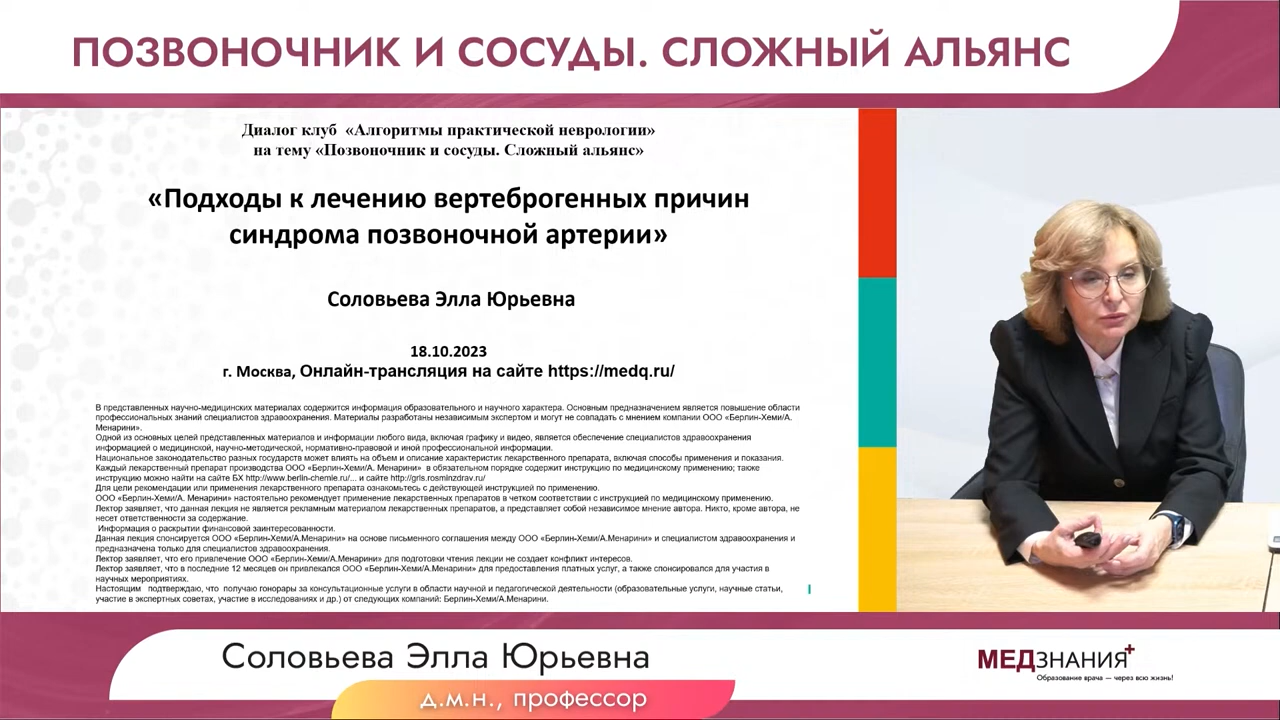 ПОЗВОНОЧНИК И СОСУДЫ. СЛОЖНЫЙ АЛЬЯНС
Диалог клуб «Алгоритмы практической неврологии»
на тему «Позвоночник и сосуды. Сложный альянс»
«Подходы к лечению вертеброгенных причин
синдрома позвоночной артерии»
Соловьева Элла Юрьевна
18.10.2023
г. Москва, Онлайн-трансляция на сайте https://medq.ru/
В представленных научно-медицинских материалах содержится информация образовательного и научного характера. Основным предназначением является повышение области
профессиональных знаний специалистов здравоохранения. Материалы разработаны независимым экспертом и могут не совпадать с мнением компании ООО «Берлин-Хеми/А.
Менарини».
Одной из основных целей представленных материалов и информации любого вида, включая графику и видео, является обеспечение специалистов здравоохранения
информацией о медицинской, научно-методической, нормативно-правовой и иной профессиональной информации.
Национальное законодательство разных государств может влиять на объем и описание характеристик лекарственного препарата, включая способы применения и показания.
Каждый лекарственный препарат производства ООО «Берлин-Хеми/А. Менарини» в обязательном порядке содержит инструкцию по медицинскому применению; также
инструкцию можно найти на сайте БХ http://www.berlin-chemie.ru/... и сайте http://grls.rosminzdrav.ru/
Для цели рекомендации или применения лекарственного препарата ознакомьтесь с действующей инструкцией по применению.
ООО «Берлин-Хеми/А. Менарини» настоятельно рекомендует применение лекарственных препаратов в четком соответствии с инструкцией по медицинскому применению.
Лектор заявляет, что данная лекция не является рекламным материалом лекарственных препаратов, а представляет собой независимое мнение автора. Никто, кроме автора, не
несет ответственности за содержание.
Информация о раскрытии финансовой заинтересованности.
Данная лекция спонсируется ООО «Берлин-Хеми/А.Менарини» на основе письменного соглашения между ООО «Берлин-Хеми/А.Менарини» и специалистом здравоохранения и
предназначена только для специалистов здравоохранения.
Лектор заявляет, что его привлечение ООО «Берлин-Хеми/А.Менарини» для подготовки чтения лекции не создает конфликт интересов.
Лектор заявляет, что в последние 12 месяцев он привлекался ООО «Берлин-Хеми/А.Менарини» для предоставления платных услуг, а также спонсировался для участия в
научных мероприятиях.
Настоящим подтверждаю, что получаю гонорары за консультационные услуги в области научной и педагогической деятельности (образовательные услуги, научные статьи,
участие в экспертных советах, участие в исследованиях и др.) от следующих компаний: Берлин-Хеми/А.Менарини.
Соловьева Элла Юрьевна
д.м.н., профессор
МЕДЗНАНИЯ+
Образование врача — через всю жизнь!